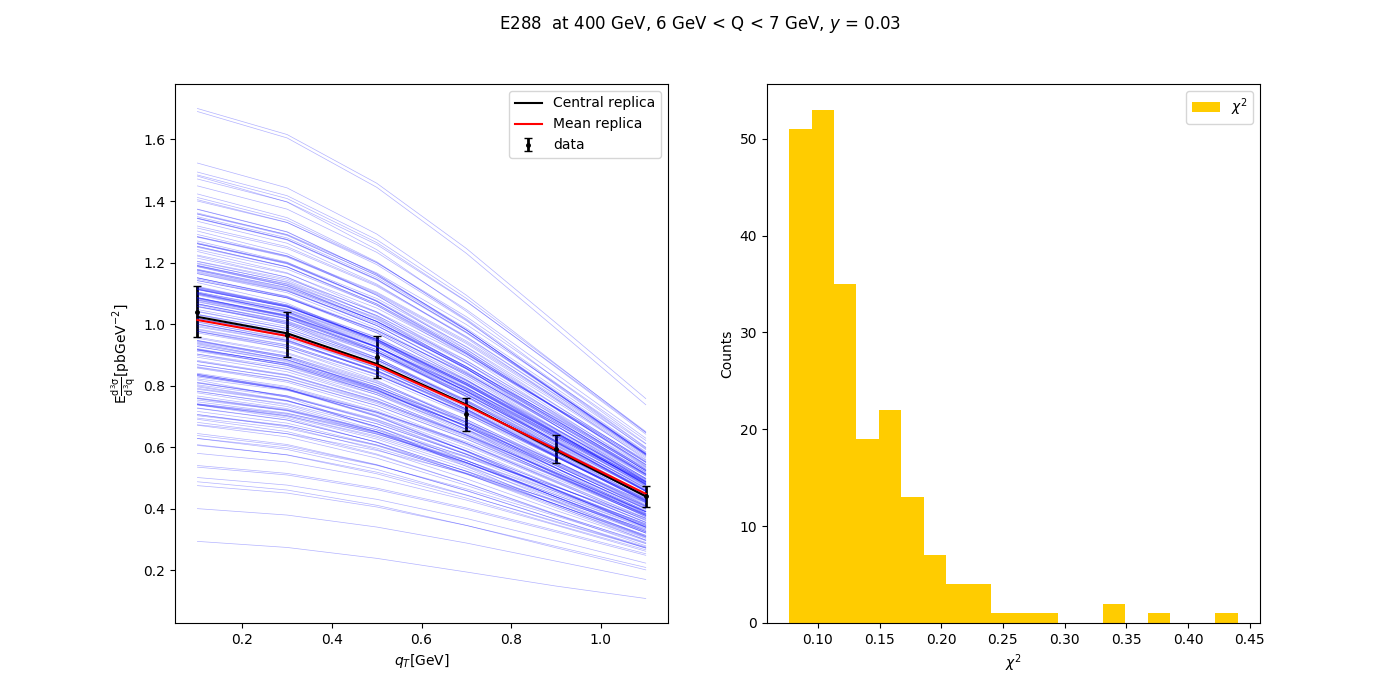 E288 at 400 GeV, 6 GeV < Q < 7 GeV, y = 0.03
Central replica
Mean replica
data
1.6
1.4
1.2
1.0
0.8
0.6
0.4
0.2
E d³σ/d³q [pbGeV⁻²]
0.2 0.4 0.6 0.8 1.0
q_T[GeV]
χ²
50
40
30
20
10
0
Counts
0.10 0.15 0.20 0.25 0.30 0.35 0.40 0.45
χ²